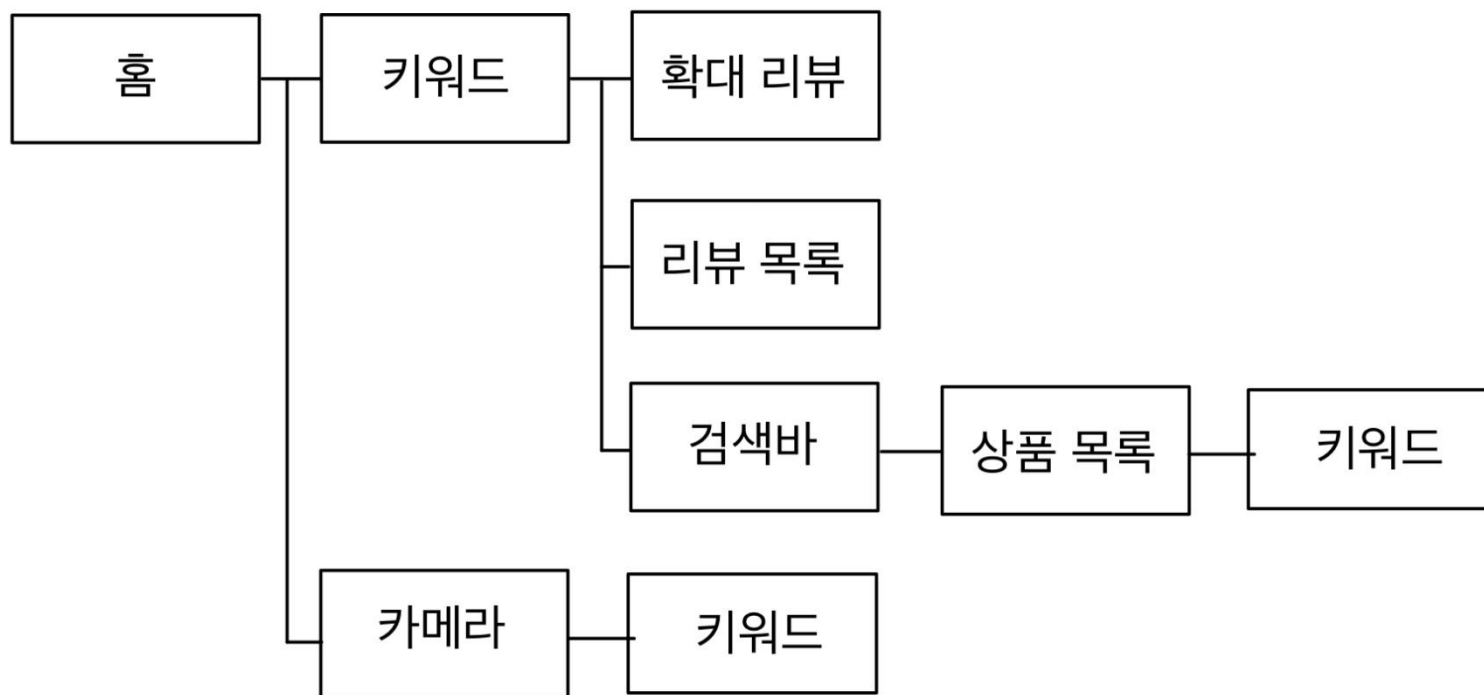 홈
키워드
확대 리뷰
리뷰 목록
검색바
상품 목록
키워드
카메라
키워드